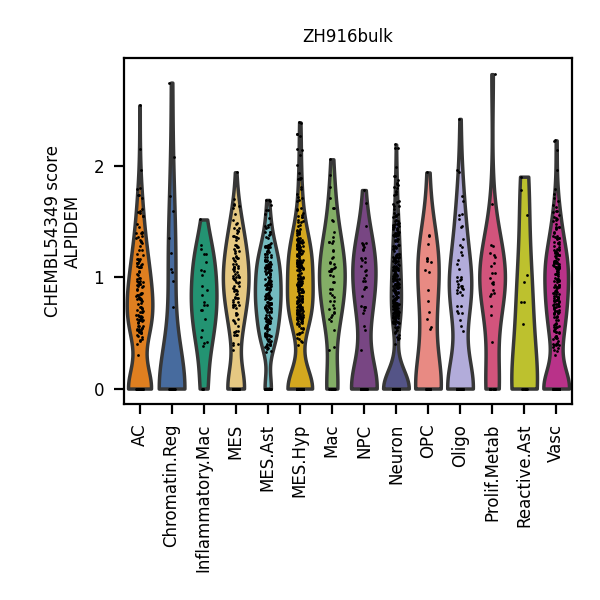 ZH916bulk
CHEMBL54349 score
ALPIDEM
2
1
0
AC
Chromatin.Reg
Inflammatory.Mac
MES
MES.Ast
MES.Hyp
Mac
NPC
Neuron
OPC
Oligo
Prolif.Metab
Reactive.Ast
Vasc